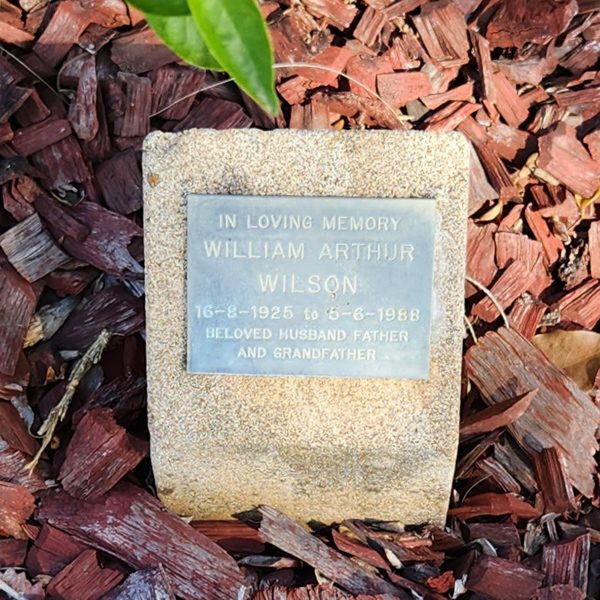 IN LOVING MEMORY
WILLIAM ARTHUR
WILSON
16-8-1925 to 5-6-1988
BELOVED HUSBAND FATHER
AND GRANDFATHER